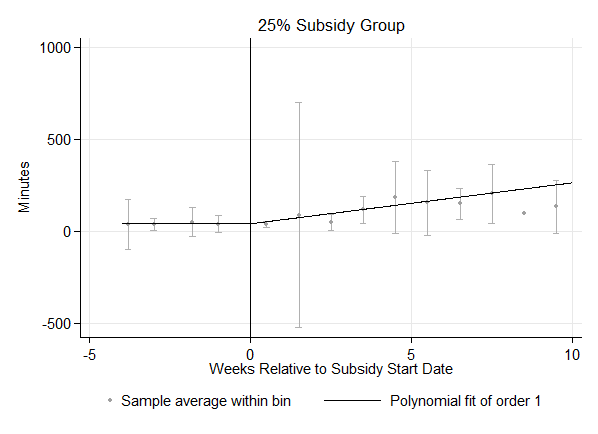 25% Subsidy Group
1000
500
0
-500
Minutes
-5
0
5
10
Weeks Relative to Subsidy Start Date
Sample average within bin
Polynomial fit of order 1